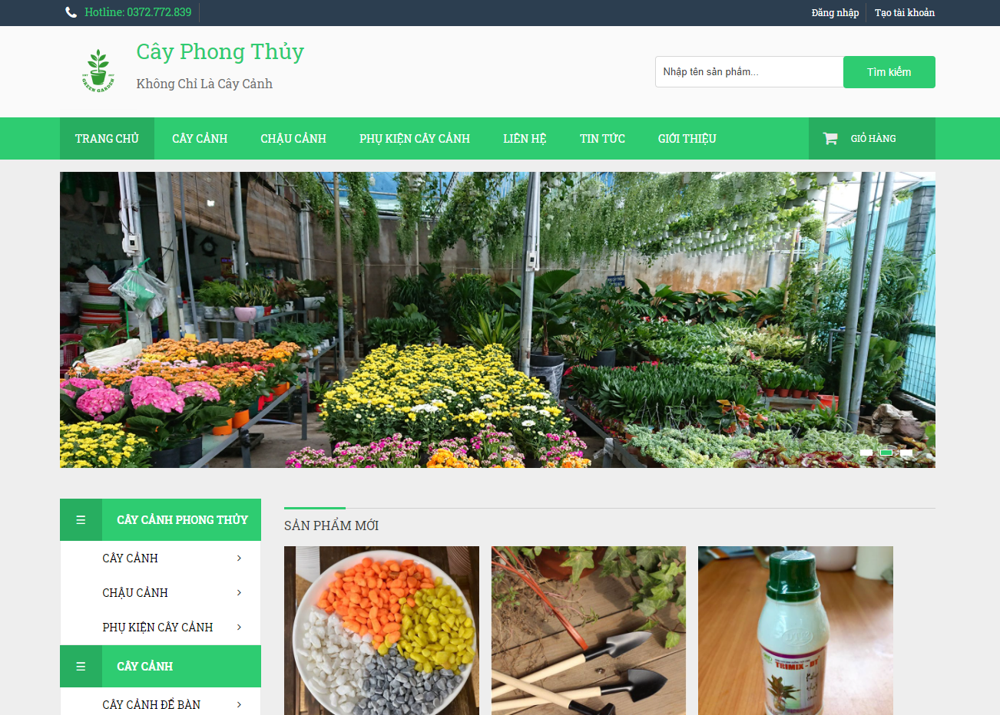 Hotline: 0372.772.839
Đăng nhập
Tạo tài khoản
GREEN GARDEN
Cây Phong Thủy
Không Chỉ Là Cây Cảnh
Nhập tên sản phẩm...
Tìm kiếm
TRANG CHỦ
CÂY CẢNH
CHẬU CẢNH
PHỤ KIỆN CÂY CẢNH
LIÊN HỆ
TIN TỨC
GIỚI THIỆU
GIỎ HÀNG
CÂY CẢNH PHONG THỦY
CÂY CẢNH
CHẬU CẢNH
PHỤ KIỆN CÂY CẢNH
CÂY CẢNH
CÂY CẢNH ĐỂ BÀN
SẢN PHẨM MỚI
TRIMIX - DT